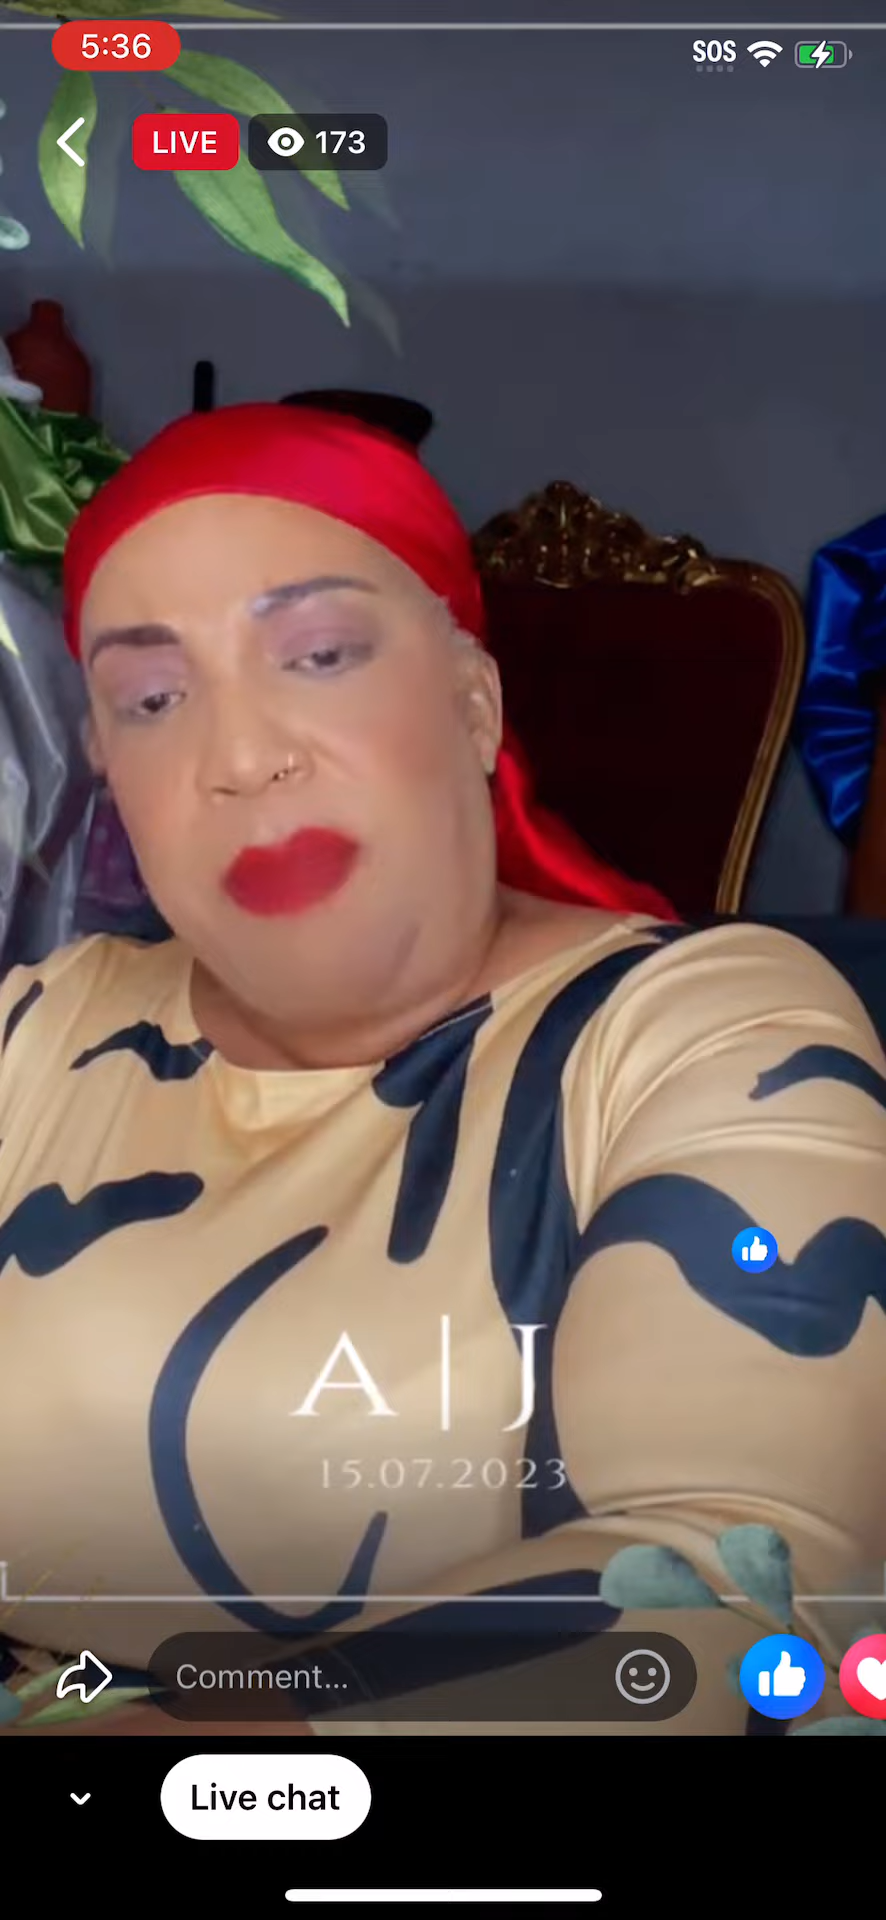 5:36
SOS
LIVE 173
A | J
15.07.2023
Comment...
Live chat